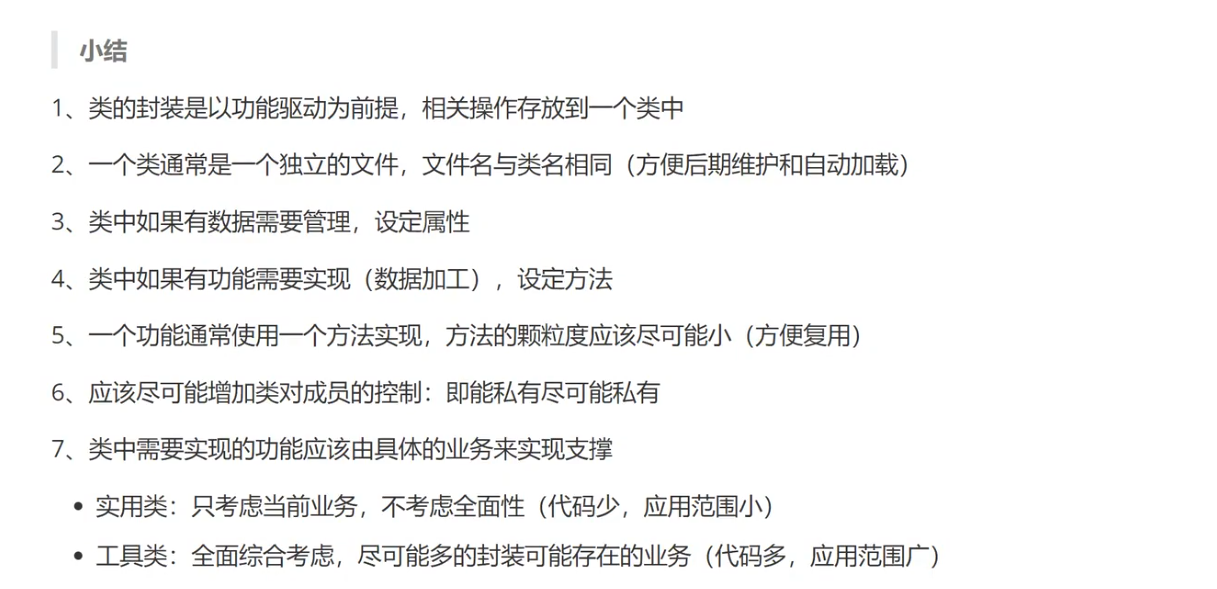 小结
1、类的封装是以功能驱动为前提，相关操作存放到一个类中
2、一个类通常是一个独立的文件，文件名与类名相同（方便后期维护和自动加载）
3、类中如果有数据需要管理，设定属性
4、类中如果有功能需要实现（数据加工），设定方法
5、一个功能通常使用一个方法实现，方法的颗粒度应该尽可能小（方便复用）
6、应该尽可能增加类对成员的控制：即能私有尽可能私有
7、类中需要实现的功能应该由具体的业务来实现支撑
• 实用类：只考虑当前业务，不考虑全面性（代码少，应用范围小）
• 工具类：全面综合考虑，尽可能多的封装可能存在的业务（代码多，应用范围广）